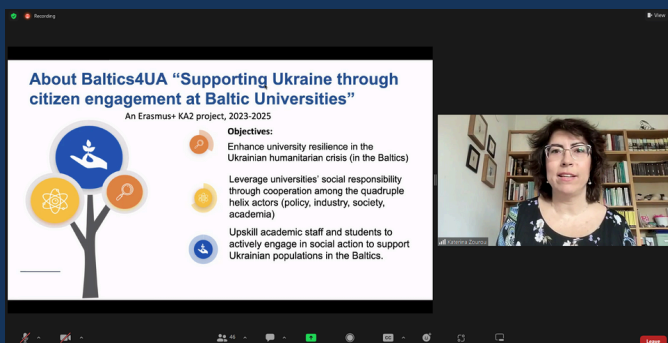 Recording
View
About Baltics4UA “Supporting Ukraine through
citizen engagement at Baltic Universities”
An Erasmus+ KA2 project, 2023-2025
Objectives:
Enhance university resilience in the
Ukrainian humanitarian crisis (in the Baltics)
Leverage universities' social responsibility
through cooperation among the quadruple
helix actors (policy, industry, society,
academia)
Upskill academic staff and students to
actively engage in social action to support
Ukrainian populations in the Baltics.
Katerina Zourou
46
CC
Leave